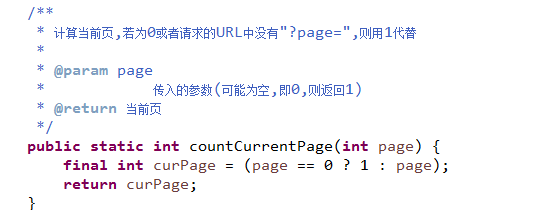 /**
 * 计算当前页,若为0或者请求的URL中没有"?page=",则用1代替
 *
 * @param page
 *            传入的参数(可能为空,即0,则返回1)
 * @return 当前页
 */
public static int countCurrentPage(int page) {
    final int curPage = (page == 0 ? 1 : page);
    return curPage;
}